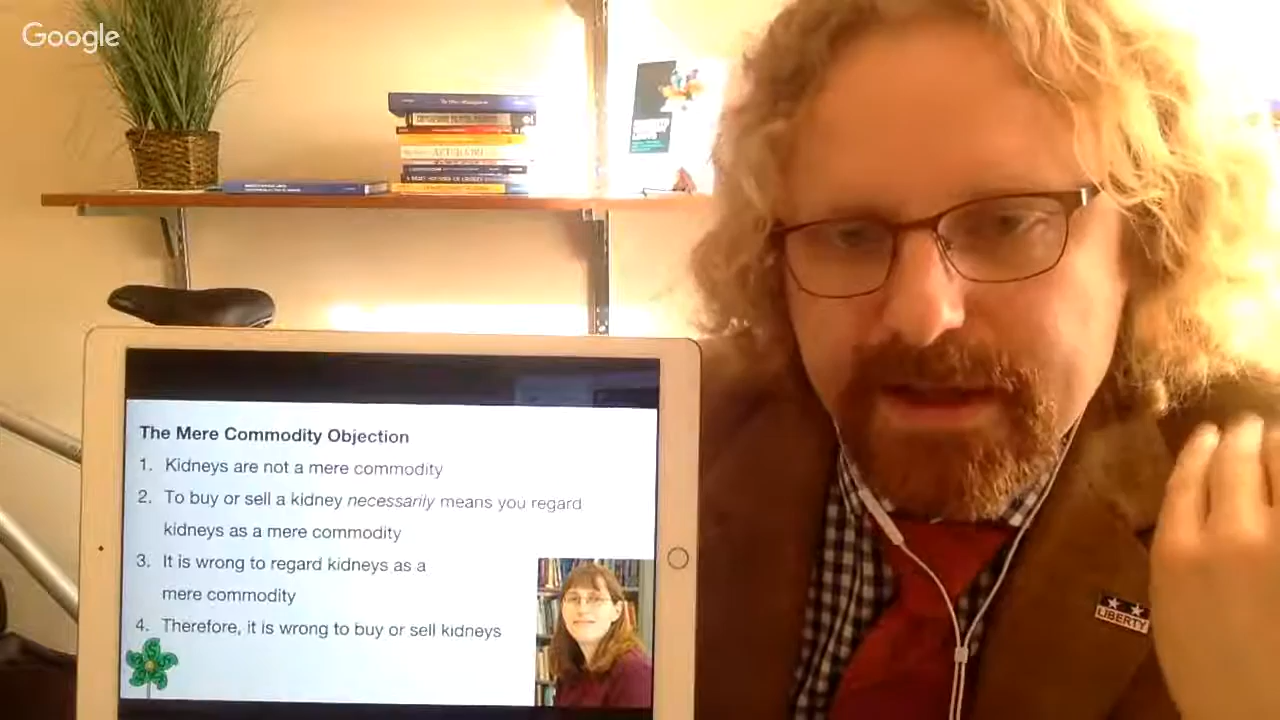 Google
The Mere Commodity Objection
1. Kidneys are not a mere commodity
2. To buy or sell a kidney necessarily means you regard
kidneys as a mere commodity
3. It is wrong to regard kidneys as a
mere commodity
4. Therefore, it is wrong to buy or sell kidneys
LIBERTY